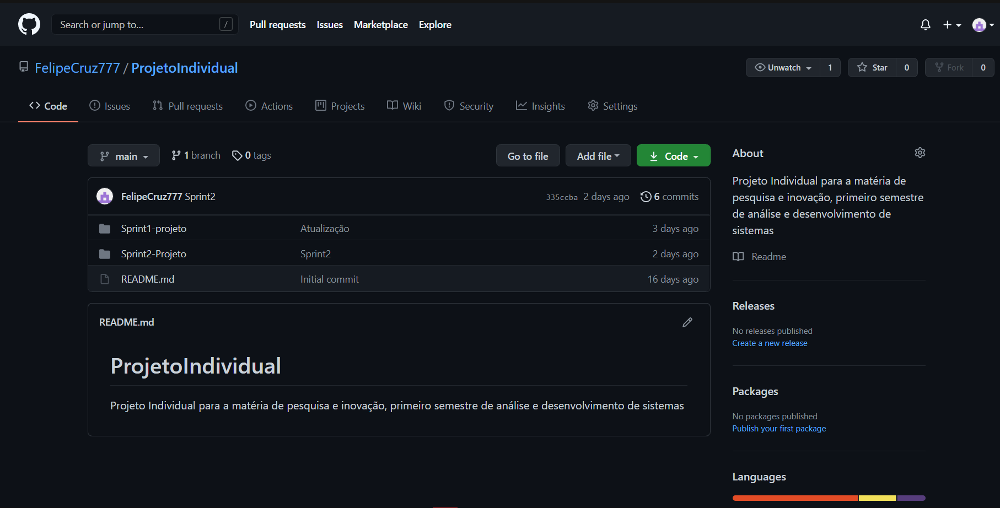 Search or jump to... / Pull requests Issues Marketplace Explore
FelipeCruz777 / ProjetoIndividual Unwatch 1 Star 0 Fork 0
Code Issues Pull requests Actions Projects Wiki Security Insights Settings
main 1 branch 0 tags Go to file Add file Code
FelipeCruz777 Sprint2 335ccba 2 days ago 6 commits
Sprint1-projeto Atualização 3 days ago
Sprint2-Projeto Sprint2 2 days ago
README.md Initial commit 16 days ago
README.md
ProjetoIndividual
Projeto Individual para a matéria de pesquisa e inovação, primeiro semestre de análise e desenvolvimento de sistemas
About
Projeto Individual para a matéria de
pesquisa e inovação, primeiro semestre
de análise e desenvolvimento de
sistemas
Readme
Releases
No releases published
Create a new release
Packages
No packages published
Publish your first package
Languages